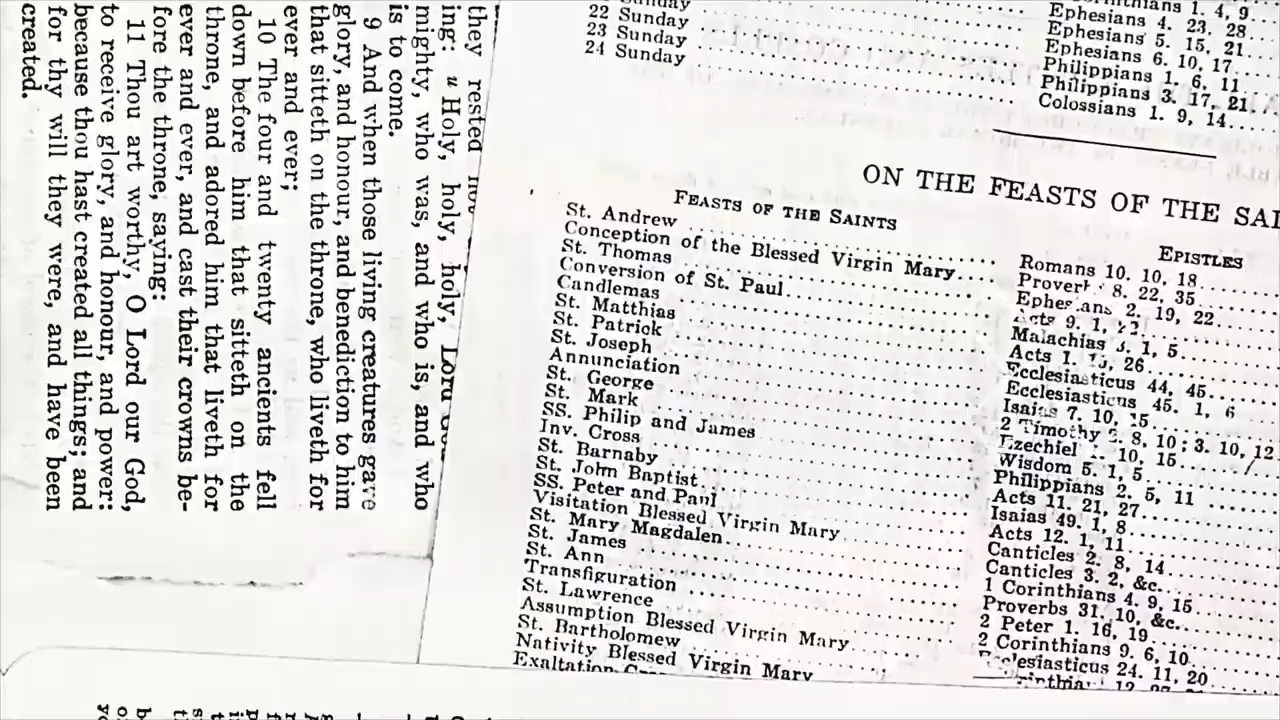 they rested
ing: "Holy, holy, holy, Lord
mighty, who was, and who is, and who
is to come.
9 And when those living creatures gave
glory, and honour, and benediction to him
that sitteth on the throne, who liveth for
ever and ever;
10 The four and twenty ancients fell
down before him that sitteth on the
throne, and adored him that liveth for
ever and ever, and cast their crowns be-
fore the throne, saying:
11 Thou art worthy, O Lord our God,
to receive glory, and honour, and power:
because thou hast created all things; and
for thy will they were, and have been
created.
22 Sunday
23 Sunday
24 Sunday
1. 4, 9
Ephesians 4. 23, 28
Ephesians 5. 15, 21
Ephesians 6. 10, 17
Philippians 1. 6, 11
Philippians 3. 17, 21
Colossians 1. 9, 14
ON THE FEASTS OF THE
FEASTS OF THE SAINTS
St. Andrew
Conception of the Blessed Virgin Mary
St. Thomas
Conversion of St. Paul
Candlemas
St. Matthias
St. Patrick
St. Joseph
Annunciation
St. George
St. Mark
SS. Philip and James
Inv. Cross
St. Barnaby
St. John Baptist
SS. Peter and Paul
Visitation Blessed Virgin Mary
St. Mary Magdalen
St. James
St. Ann
Transfiguration
St. Lawrence
Assumption Blessed Virgin Mary
St. Bartholomew
Nativity Blessed Virgin Mary
Exaltation
EPISTLES
Romans 10. 10, 18
8. 22, 35
2. 19, 22
Acts 9. 1,
Malachias 3. 1, 5
Acts 1. 15, 26
Ecclesiasticus 44, 45
Ecclesiasticus 45. 1, 6
Isaias 7. 10, 15
2 Timothy 2. 8, 10; 3. 10, 12
Ezechiel 1. 10, 15
Wisdom 5. 1, 5
Philippians 2. 5, 11
Acts 11. 21, 27
Isaias 49. 1, 8
Acts 12. 1, 11
Canticles 2. 8, 14
Canticles 3. 2, &c.
1 Corinthians 4. 9, 15
Proverbs 31. 10, &c.
2 Peter 1. 16, 19
2 Corinthians 9. 6, 10
Ecclesiasticus 24. 11, 20
12. 27,